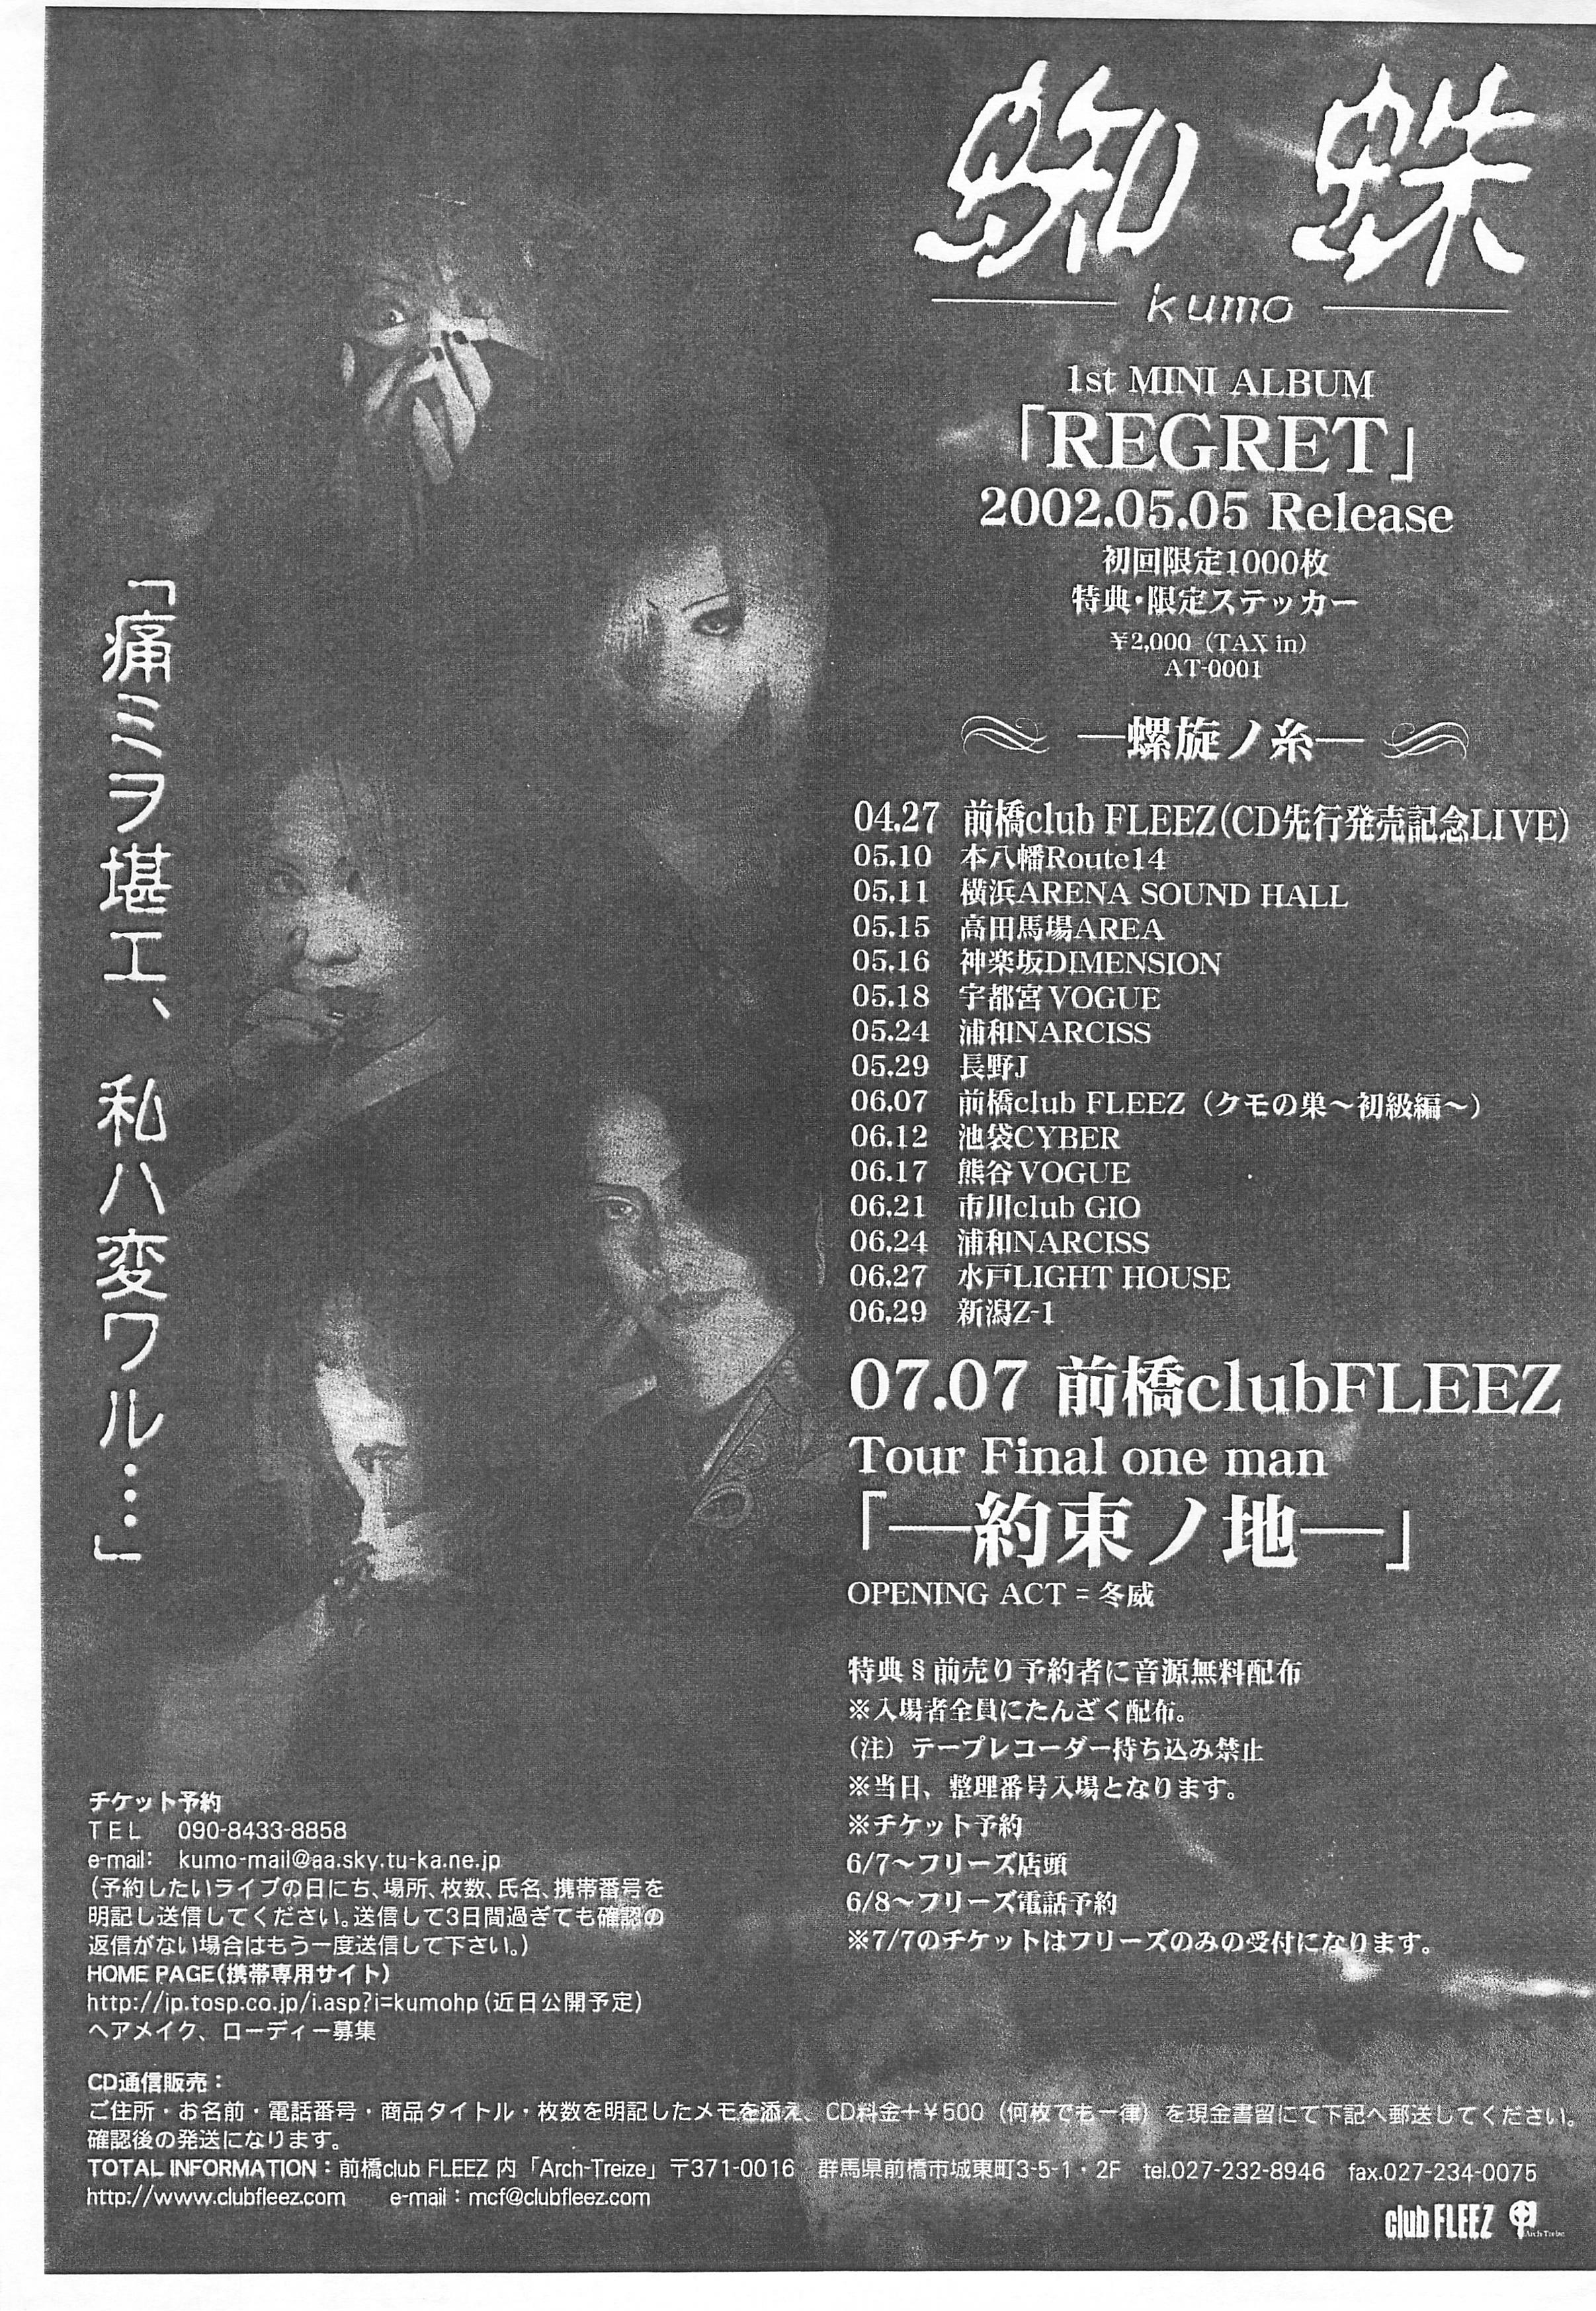 蜘蛛
kumo
1st MINI ALBUM
「REGRET」
2002.05.05 Release
初回限定1000枚
特典・限定ステッカー
¥2,000（TAX in）
AT-0001
―螺旋ノ糸―
04.27 前橋club FLEEZ(CD先行発売記念LIVE)
05.10 本八幡Route14
05.11 横浜ARENA SOUND HALL
05.15 高田馬場AREA
05.16 神楽坂DIMENSION
05.18 宇都宮VOGUE
05.24 浦和NARCISS
05.29 長野J
06.07 前橋club FLEEZ（クモの巣～初級編～）
06.12 池袋CYBER
06.17 熊谷VOGUE
06.21 市川club GIO
06.24 浦和NARCISS
06.27 水戸LIGHT HOUSE
06.29 新潟Z-1
07.07 前橋clubFLEEZ
Tour Final one man
「―約束ノ地―」
OPENING ACT = 冬威
特典§前売り予約者に音源無料配布
※入場者全員にたんざく配布。
（注）テープレコーダー持ち込み禁止
※当日、整理番号入場となります。
※チケット予約
6/7～フリーズ店頭
6/8～フリーズ電話予約
※7/7のチケットはフリーズのみの受付になります。
「痛ミヲ堪エ、私ハ変ワル…」
チケット予約
TEL 090-8433-8858
e-mail: kumo-mail@aa.sky.tu-ka.ne.jp
(予約したいライブの日にち、場所、枚数、氏名、携帯番号を
明記し送信してください。送信して3日間過ぎても確認の
返信がない場合はもう一度送信して下さい。)
HOME PAGE(携帯専用サイト)
http://ip.tosp.co.jp/i.asp?i=kumohp(近日公開予定)
ヘアメイク、ローディー募集
CD通信販売：
ご住所・お名前・電話番号・商品タイトル・枚数を明記したメモを添え、CD料金＋¥500（何枚でも一律）を現金書留にて下記へ郵送してください。
確認後の発送になります。
TOTAL INFORMATION：前橋club FLEEZ 内「Arch-Treize」〒371-0016 群馬県前橋市城東町3-5-1・2F tel.027-232-8946 fax.027-234-0075
http://www.clubfleez.com e-mail：mcf@clubfleez.com
club FLEEZ Arch-Treize